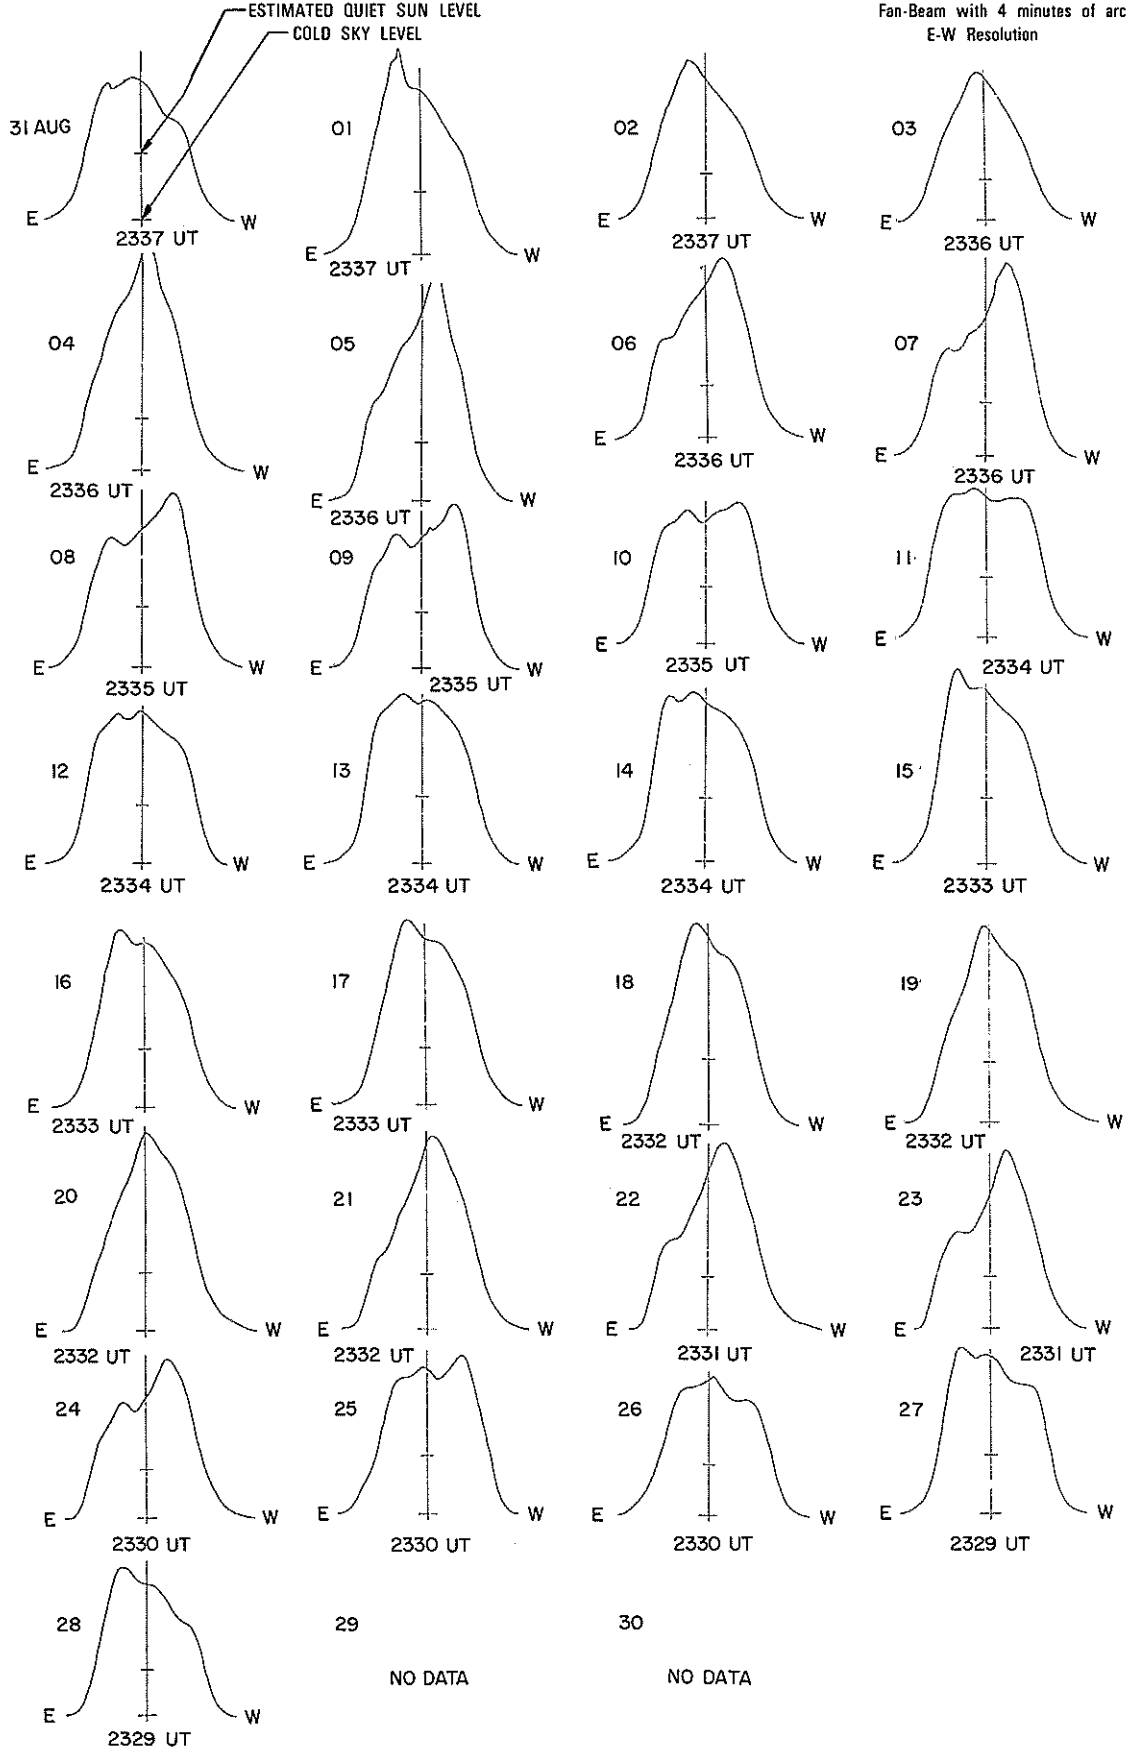 ESTIMATED QUIET SUN LEVEL
COLD SKY LEVEL
Fan-Beam with 4 minutes of arc
E-W Resolution
31 AUG
E
W
2337 UT
01
E
W
2337 UT
02
E
W
2337 UT
03
E
W
2336 UT
04
E
W
2336 UT
05
E
W
2336 UT
06
E
W
2336 UT
07
E
W
2336 UT
08
E
W
2335 UT
09
E
W
2335 UT
10
E
W
2335 UT
11
E
W
2334 UT
12
E
W
2334 UT
13
E
W
2334 UT
14
E
W
2334 UT
15
E
W
2333 UT
16
E
W
2333 UT
17
E
W
2333 UT
18
E
W
2332 UT
19
E
W
2332 UT
20
E
W
2332 UT
21
E
W
2332 UT
22
E
W
2331 UT
23
E
W
2331 UT
24
E
W
2330 UT
25
E
W
2330 UT
26
E
W
2330 UT
27
E
W
2329 UT
28
E
W
2329 UT
29
NO DATA
30
NO DATA